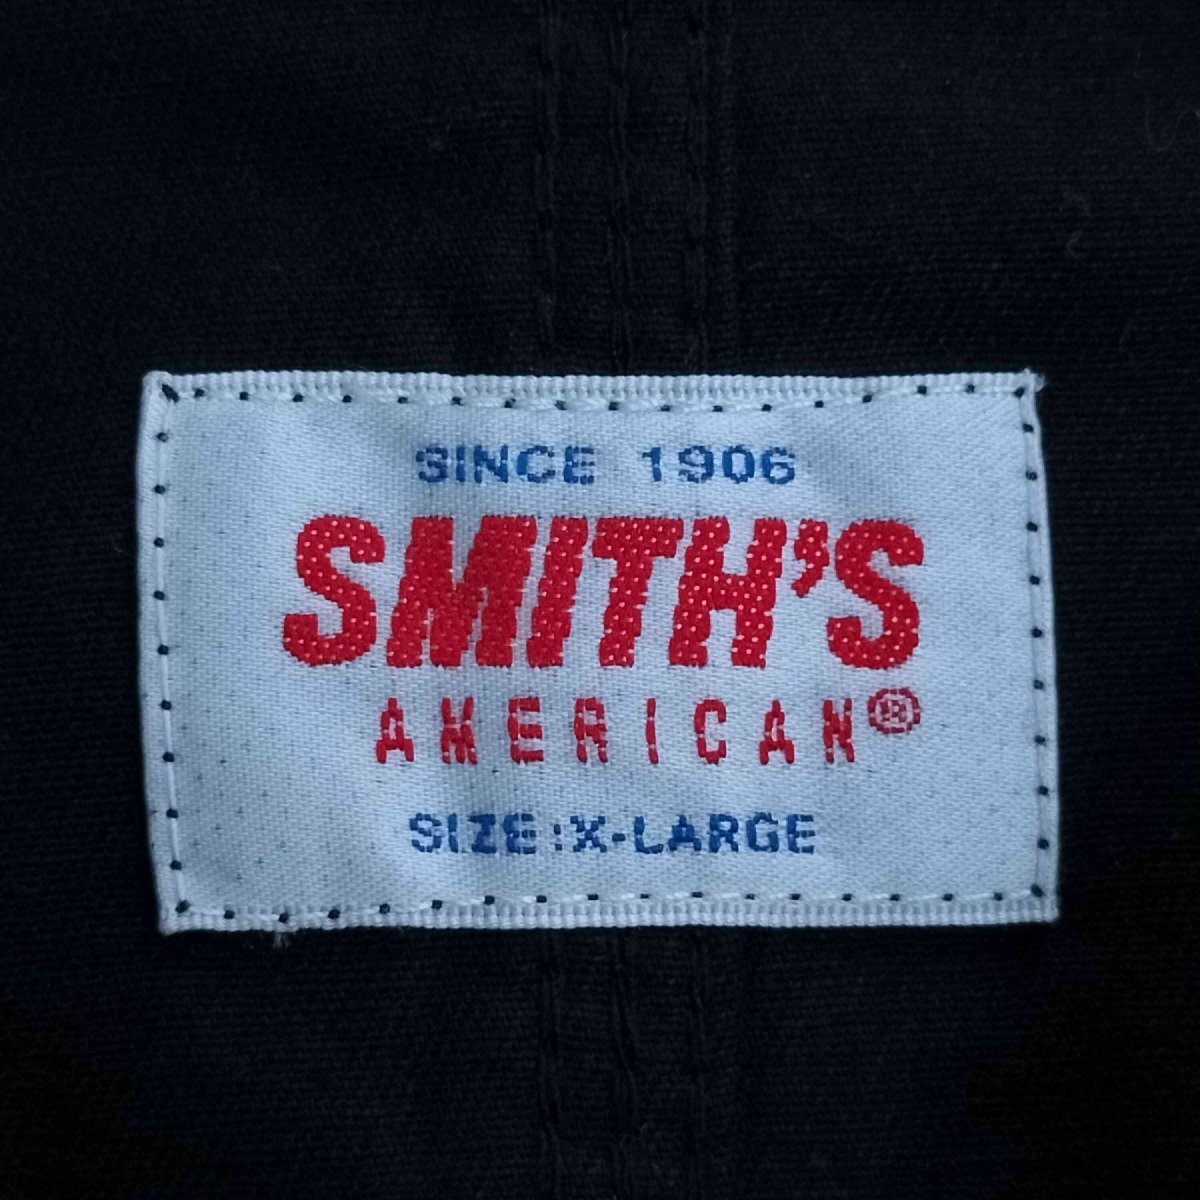 SINCE 1906
SMITH'S
AMERICAN®
SIZE:X-LARGE